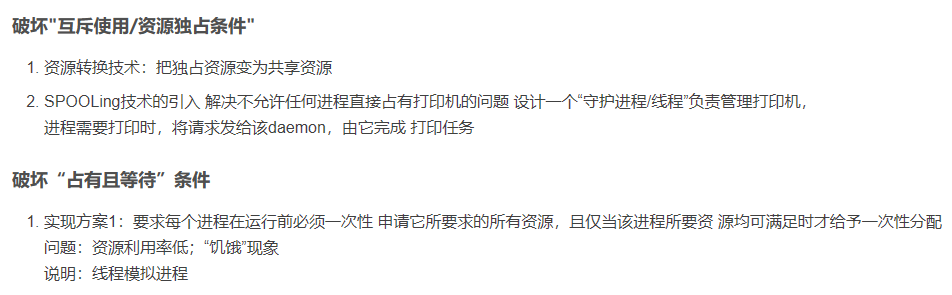 破坏"互斥使用/资源独占条件"
1. 资源转换技术：把独占资源变为共享资源
2. SPOOLing技术的引入 解决不允许任何进程直接占有打印机的问题 设计一个“守护进程/线程”负责管理打印机，
进程需要打印时，将请求发给该daemon，由它完成 打印任务
破坏“占有且等待”条件
1. 实现方案1：要求每个进程在运行前必须一次性 申请它所要求的所有资源，且仅当该进程所要资 源均可满足时才给予一次性分配
问题：资源利用率低；“饥饿”现象
说明：线程模拟进程